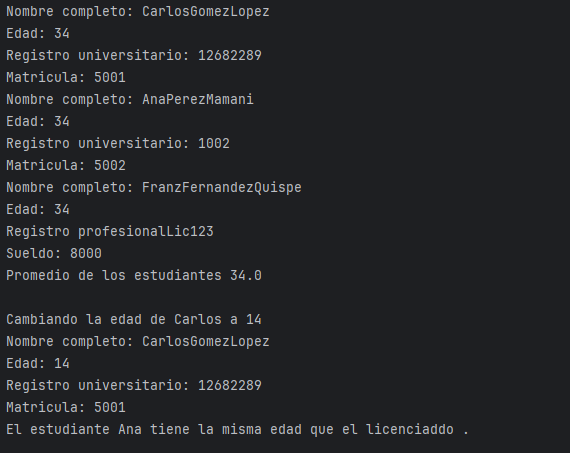 Nombre completo: CarlosGomezLopez
Edad: 34
Registro universitario: 12682289
Matricula: 5001
Nombre completo: AnaPerezMamani
Edad: 34
Registro universitario: 1002
Matricula: 5002
Nombre completo: FranzFernandezQuispe
Edad: 34
Registro profesionalLic123
Sueldo: 8000
Promedio de los estudiantes 34.0

Cambiando la edad de Carlos a 14
Nombre completo: CarlosGomezLopez
Edad: 14
Registro universitario: 12682289
Matricula: 5001
El estudiante Ana tiene la misma edad que el licenciaddo .